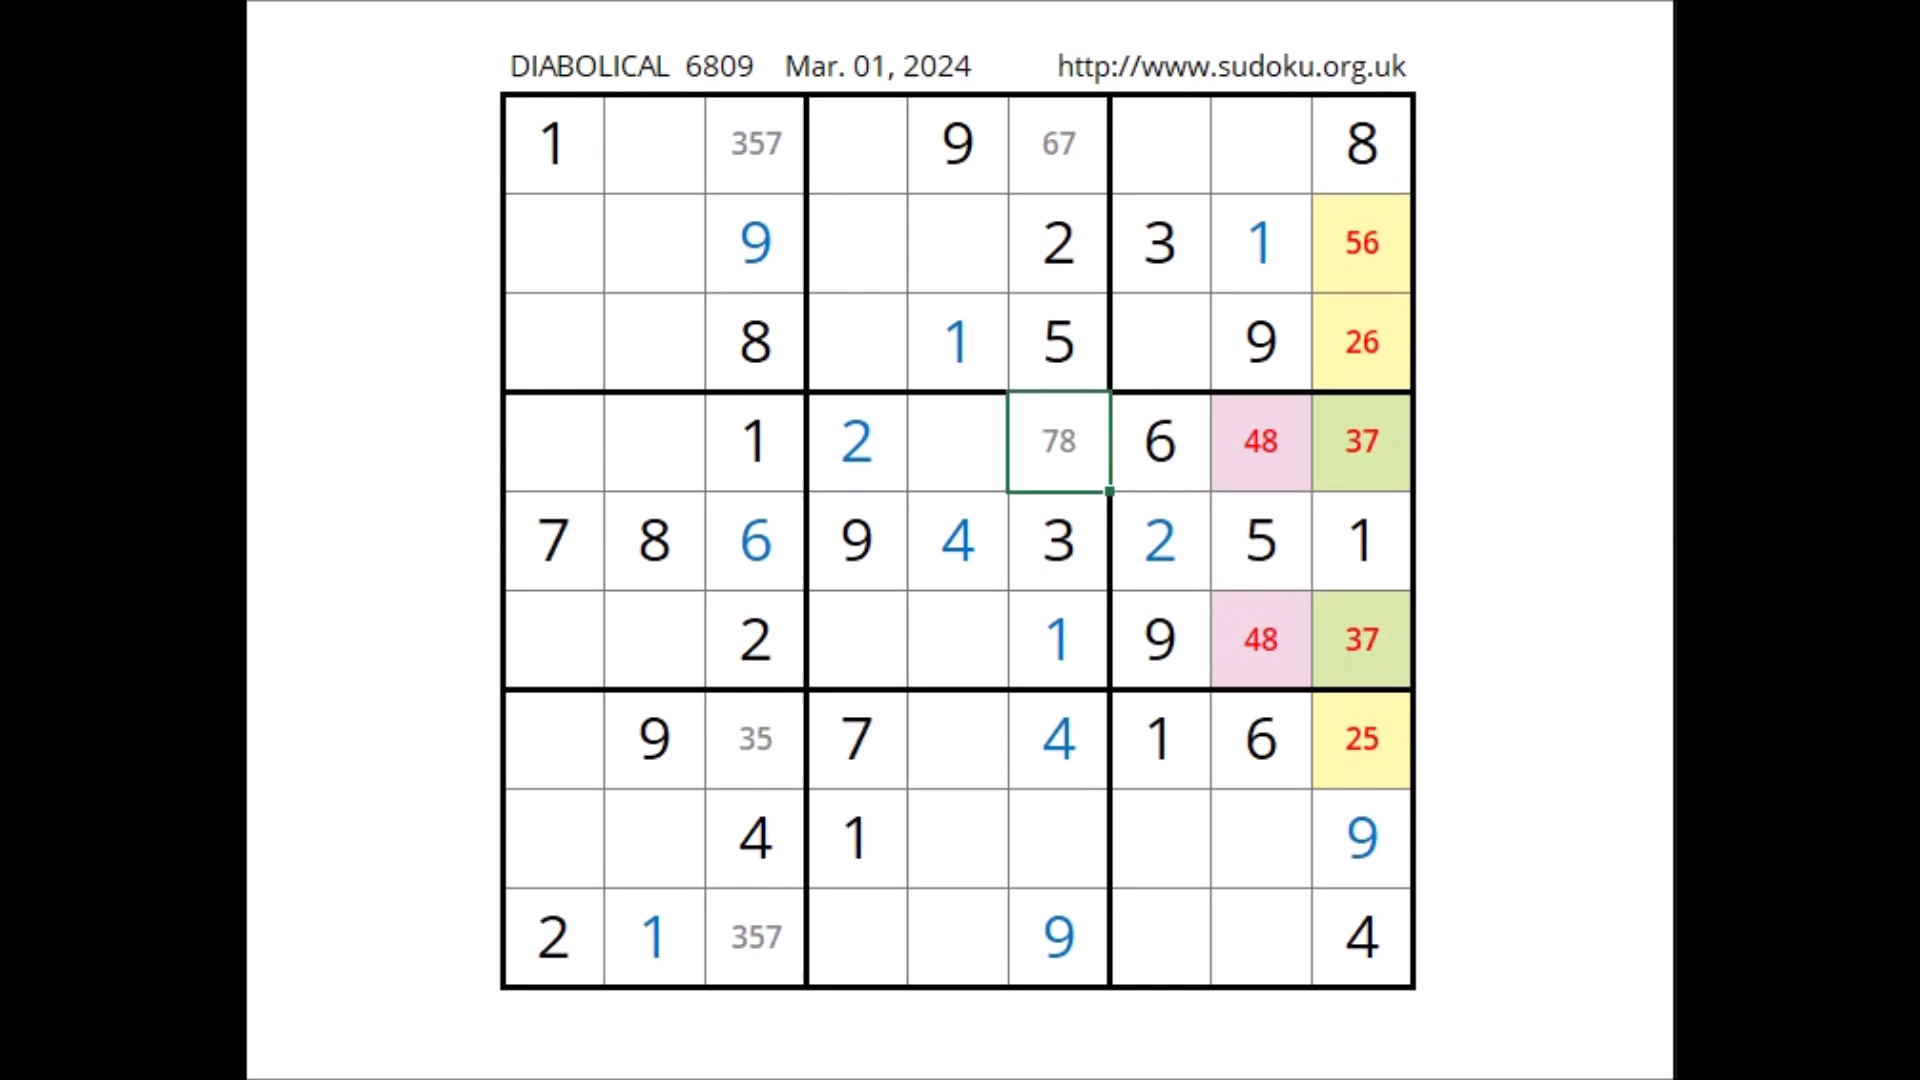 DIABOLICAL 6809 Mar. 01, 2024 http://www.sudoku.org.uk
1 357 9 67 8
9 2 3 1 56
8 1 5 9 26
1 2 78 6 48 37
7 8 6 9 4 3 2 5 1
2 1 9 48 37
9 35 7 4 1 6 25
4 1 9
2 1 357 9 4